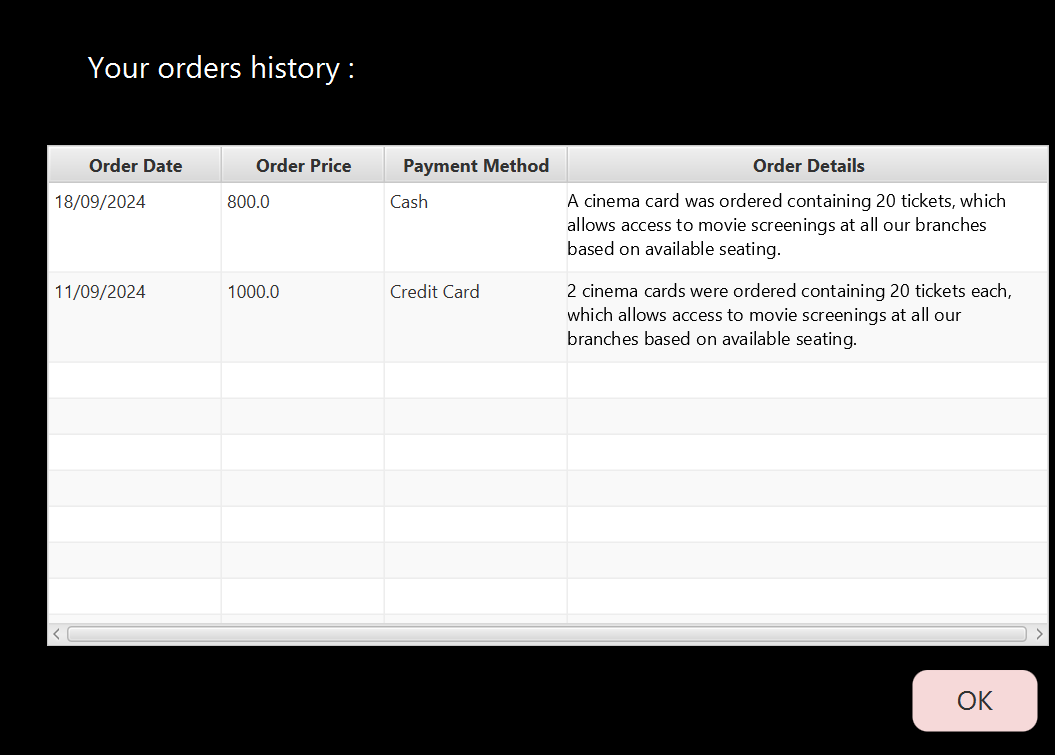 Your orders history :
Order Date Order Price Payment Method Order Details
18/09/2024 800.0 Cash A cinema card was ordered containing 20 tickets, which
allows access to movie screenings at all our branches
based on available seating.
11/09/2024 1000.0 Credit Card 2 cinema cards were ordered containing 20 tickets each,
which allows access to movie screenings at all our
branches based on available seating.
OK